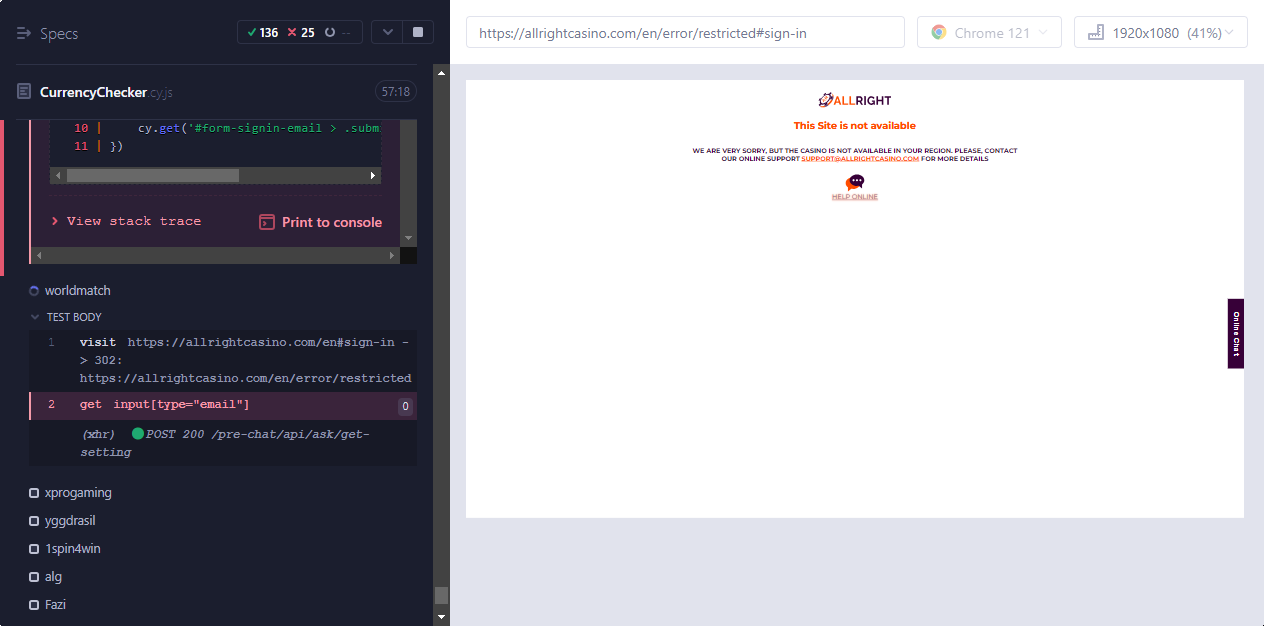 Specs
136 25 --
CurrencyChecker.cy.js 57:18
10 | cy.get('#form-signin-email > .subm
11 | })
> View stack trace Print to console
worldmatch
TEST BODY
1 visit https://allrightcasino.com/en#sign-in -
> 302:
https://allrightcasino.com/en/error/restricted
2 get input[type="email"] 0
(xhr) POST 200 /pre-chat/api/ask/get-
setting
xprogaming
yggdrasil
1spin4win
alg
Fazi
https://allrightcasino.com/en/error/restricted#sign-in Chrome 121 1920x1080 (41%)
ALLRIGHT
This Site is not available
WE ARE VERY SORRY, BUT THE CASINO IS NOT AVAILABLE IN YOUR REGION. PLEASE, CONTACT
OUR ONLINE SUPPORT SUPPORT@ALLRIGHTCASINO.COM FOR MORE DETAILS
HELP ONLINE
Online Chat